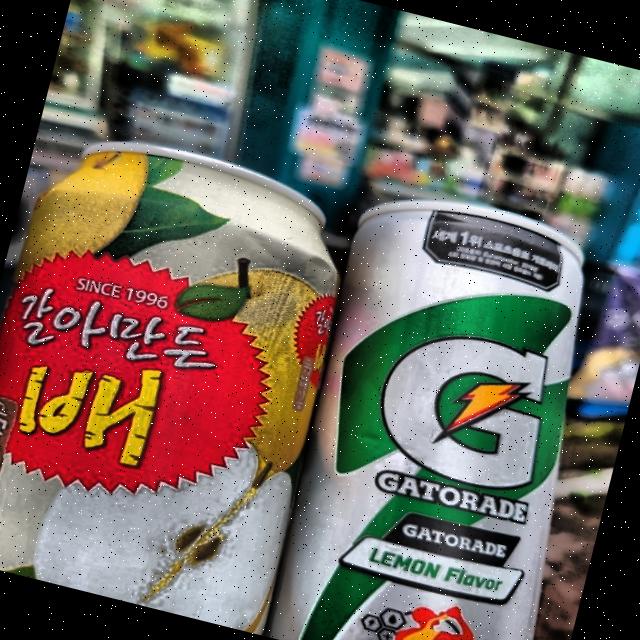 SINCE 1996
갈아만든
배
G
GATORADE
GATORADE
LEMON Flavor